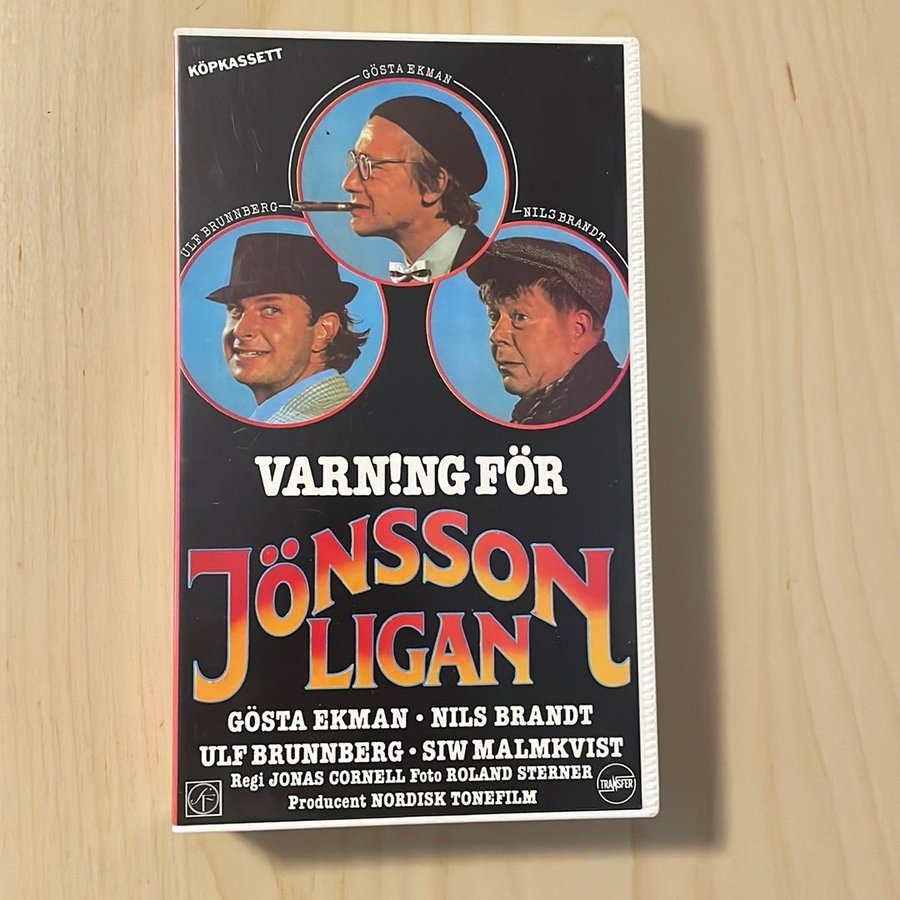 KÖPKASSETT
GÖSTA EKMAN
ULF BRUNNBERG
NILS BRANDT
VARN!NG FÖR
JÖNSSON
LIGAN
GÖSTA EKMAN · NILS BRANDT
ULF BRUNNBERG · SIW MALMKVIST
Regi JONAS CORNELL Foto ROLAND STERNER
Producent NORDISK TONEFILM
SF
TRANSFER